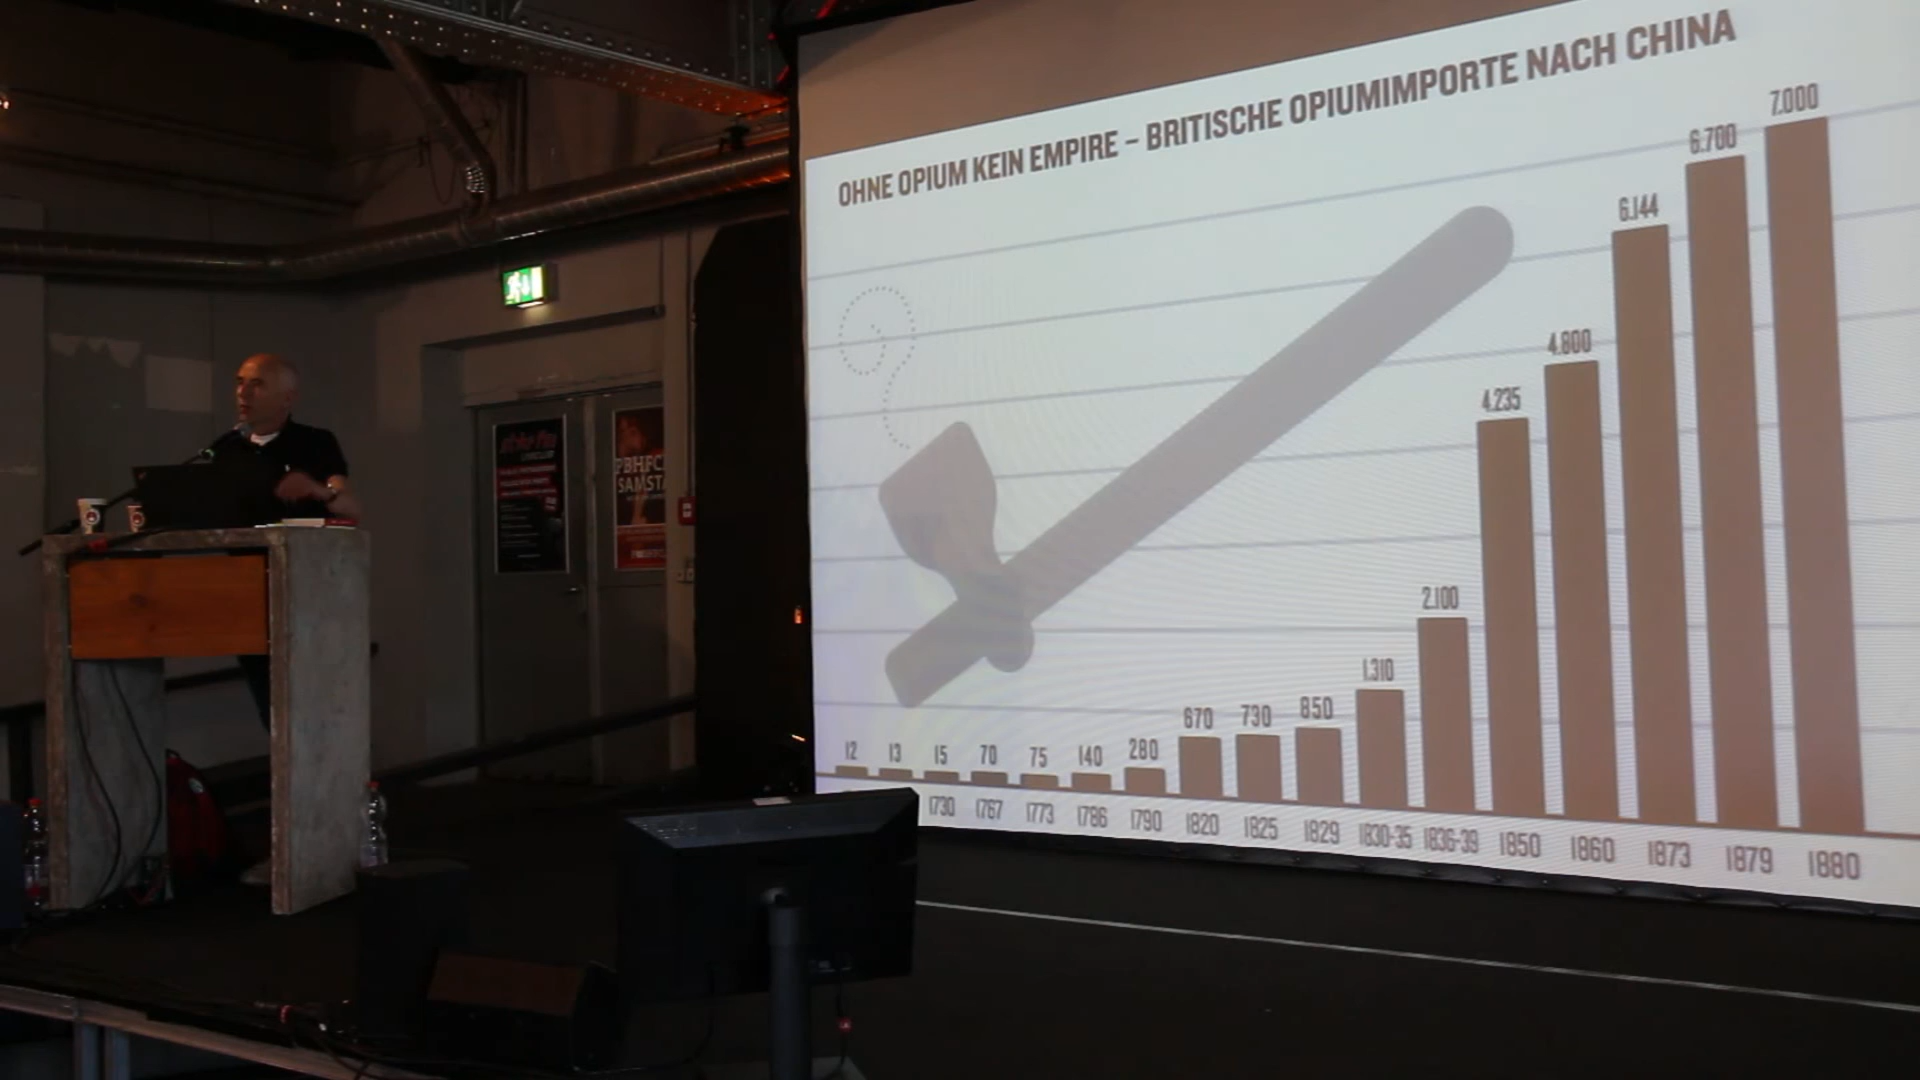 OHNE OPIUM KEIN EMPIRE – BRITISCHE OPIUMIMPORTE NACH CHINA
12 13 15 70 75 140 280 670 730 850 1.310 2.100 4.235 4.800 6.144 6.700 7.000
1730 1767 1773 1786 1790 1820 1825 1829 1830-35 1836-39 1850 1860 1873 1879 1880
PBHFC
SAMST